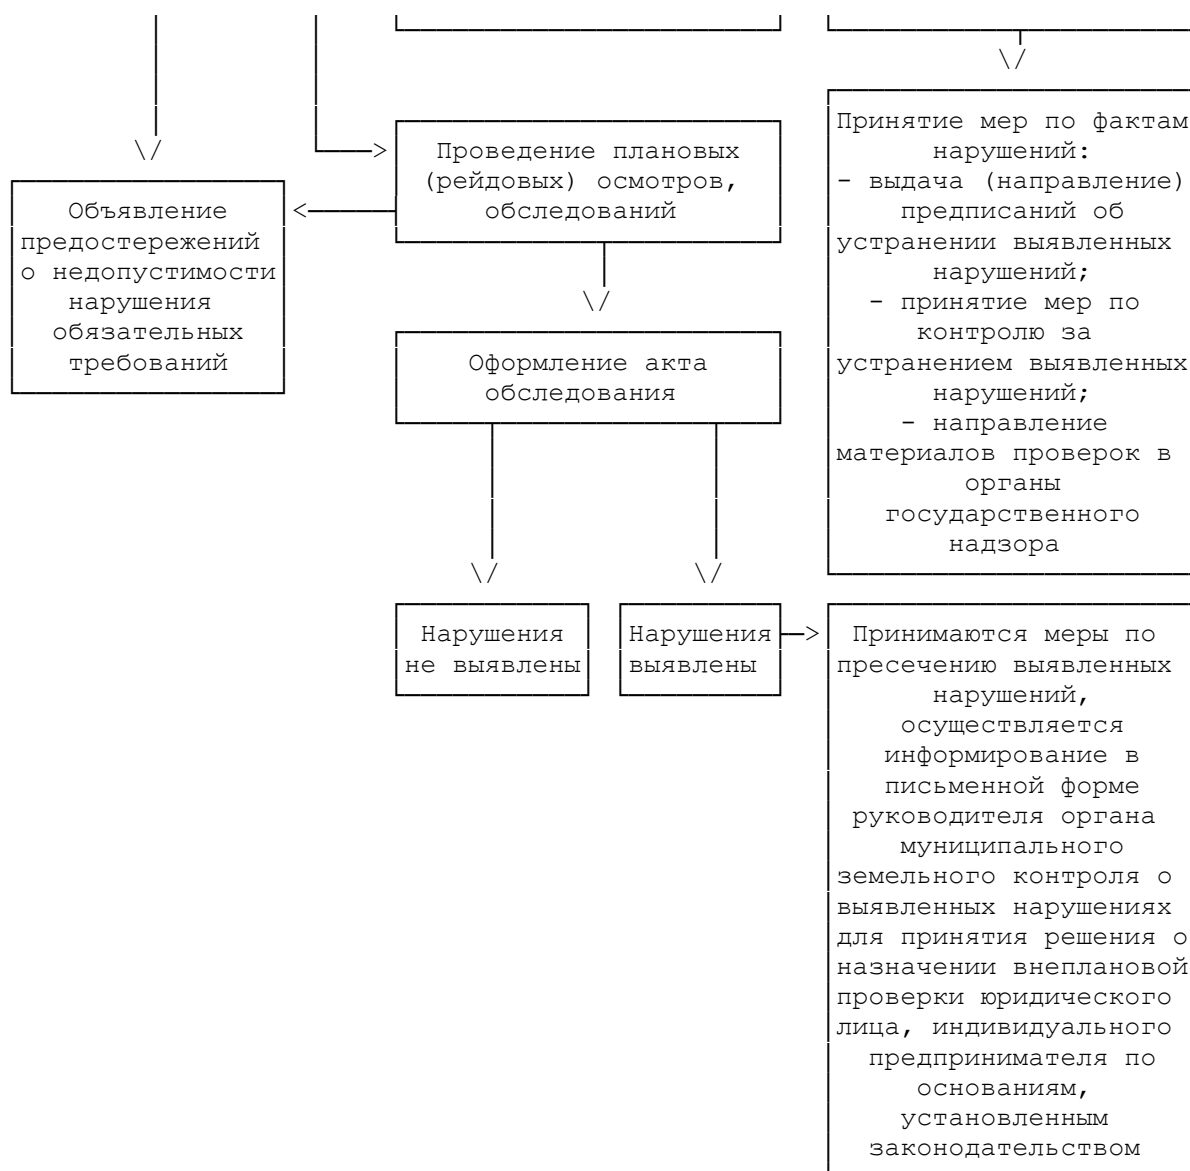 Проведение плановых
(рейдовых) осмотров,
обследований
Объявление
предостережений
о недопустимости
нарушения
обязательных
требований
Оформление акта
обследования
Принятие мер по фактам
нарушений:
- выдача (направление)
предписаний об
устранении выявленных
нарушений;
- принятие мер по
контролю за
устранением выявленных
нарушений;
- направление
материалов проверок в
органы
государственного
надзора
Нарушения
не выявлены
Нарушения
выявлены
Принимаются меры по
пресечению выявленных
нарушений,
осуществляется
информирование в
письменной форме
руководителя органа
муниципального
земельного контроля о
выявленных нарушениях
для принятия решения о
назначении внеплановой
проверки юридического
лица, индивидуального
предпринимателя по
основаниям,
установленным
законодательством